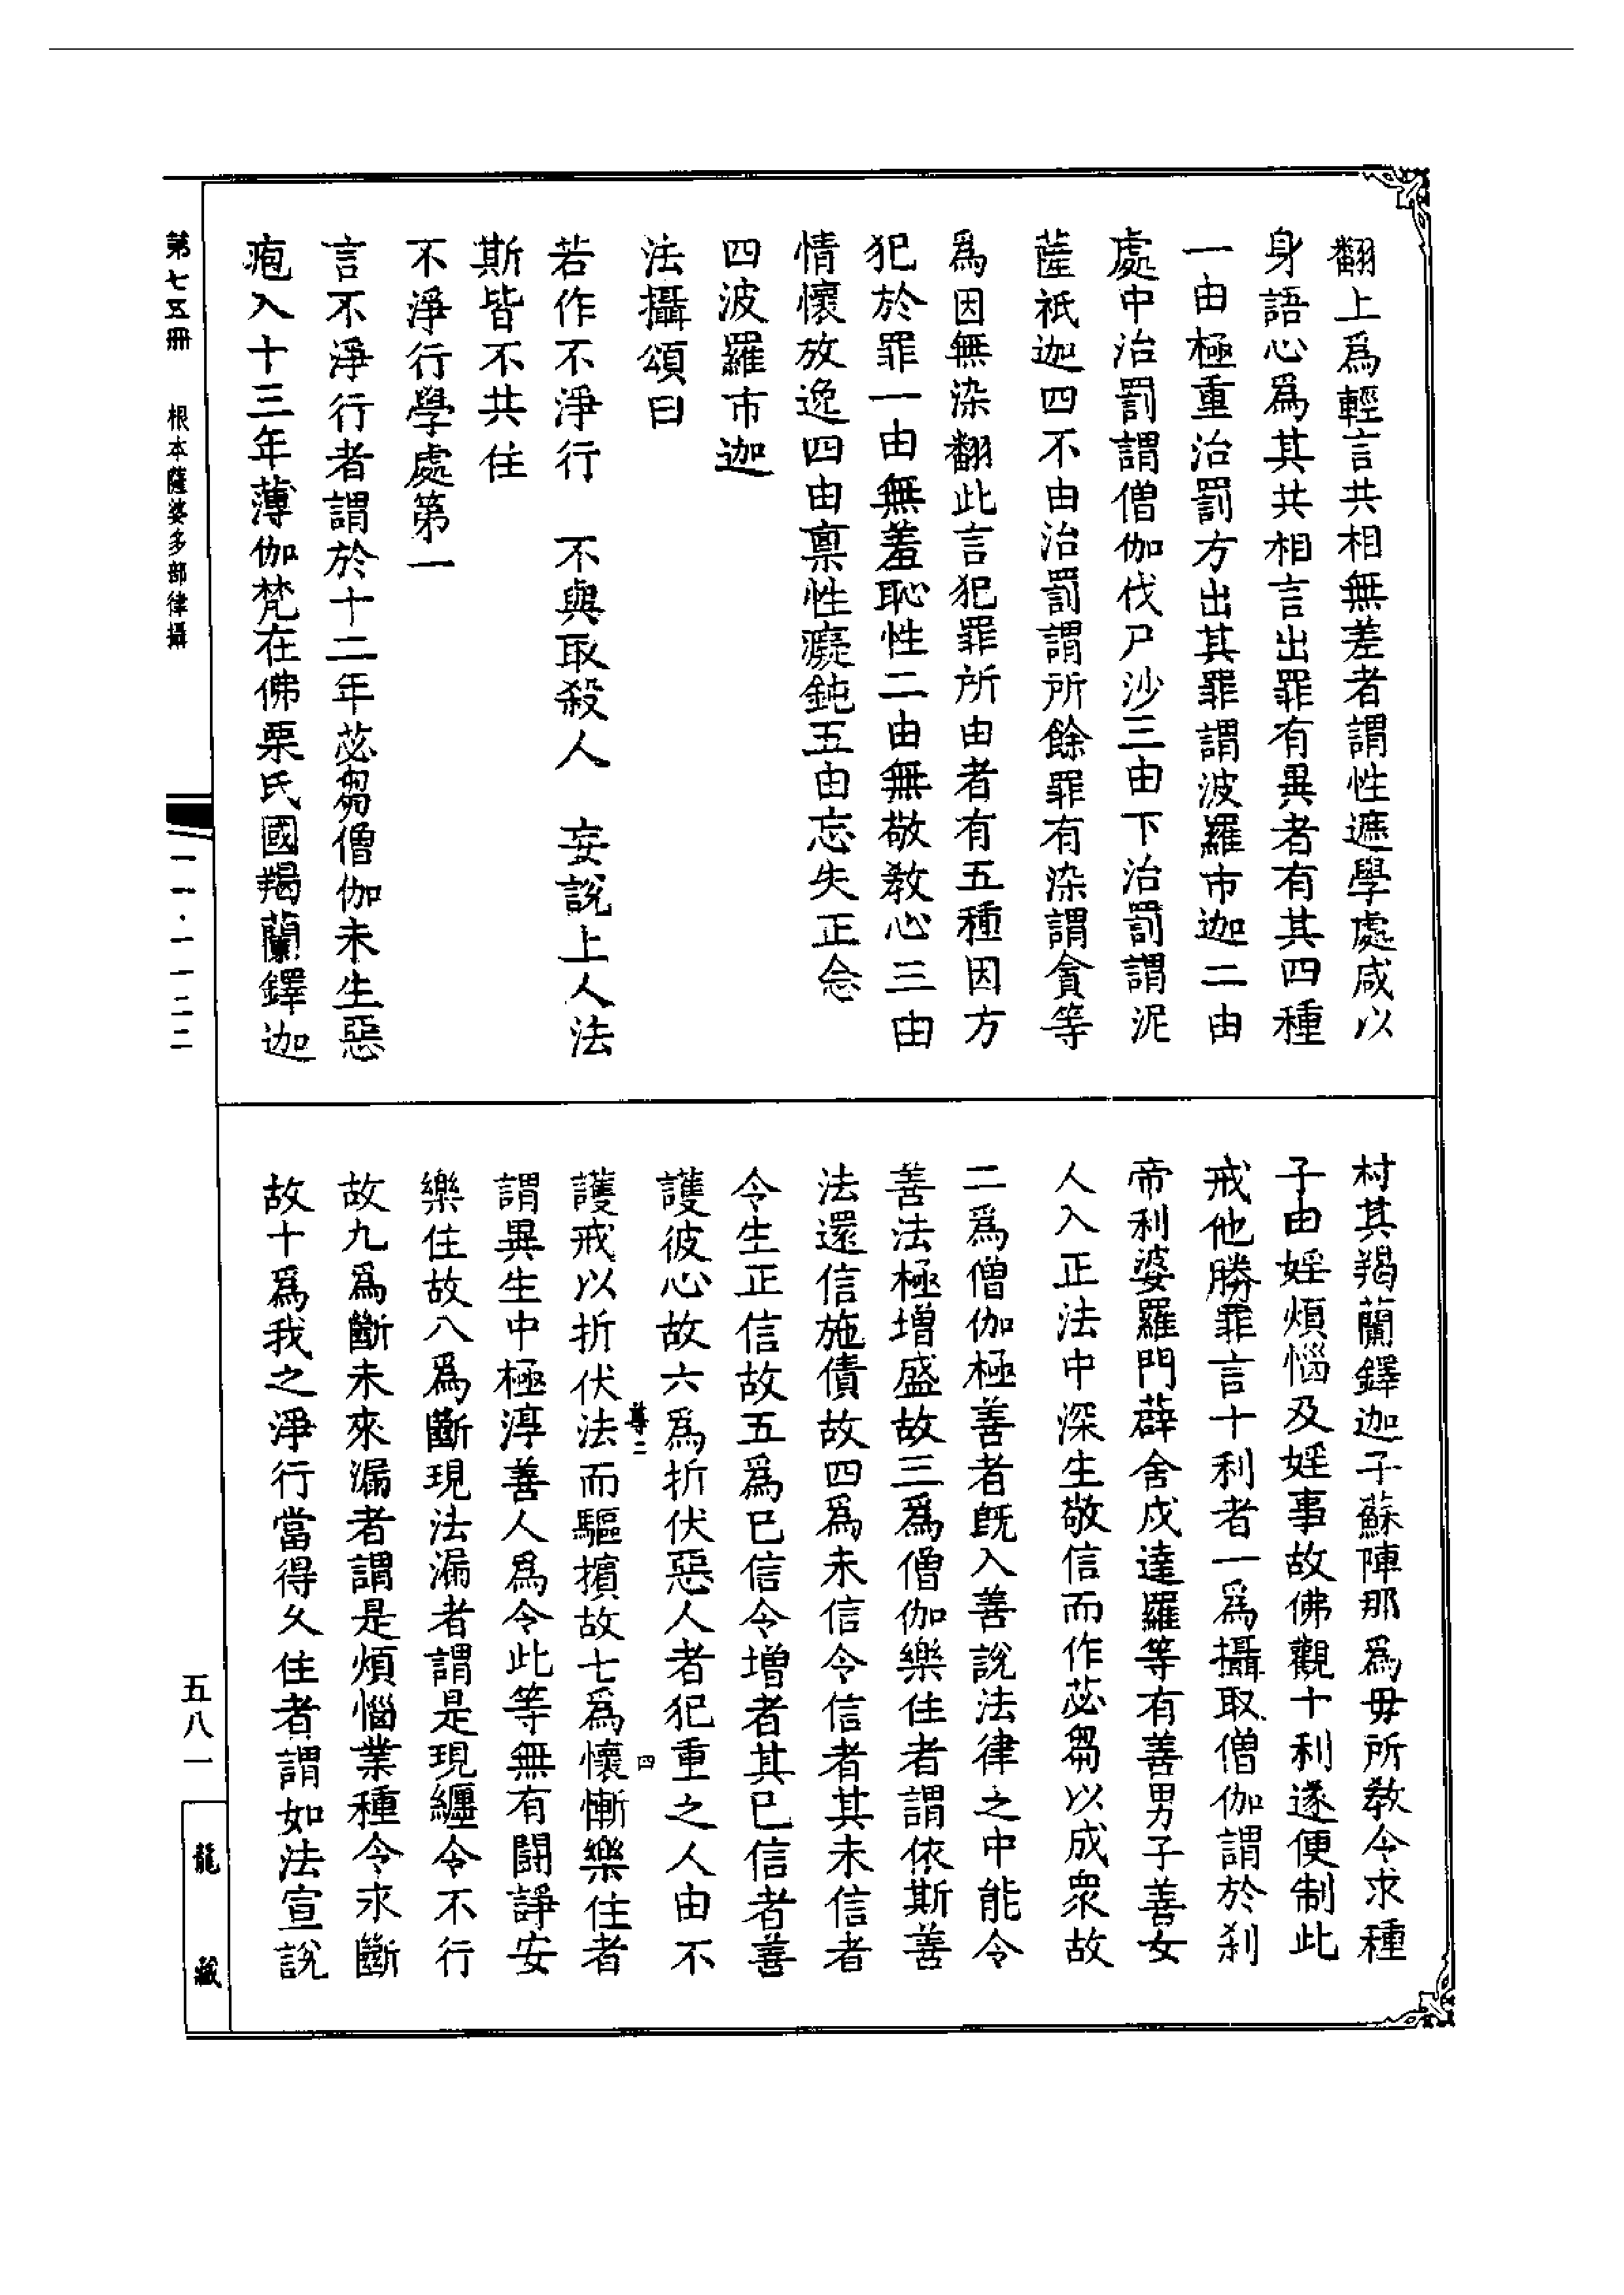 翻上爲輕言共相無差者謂性遮學處咸以
身語心爲其共相言出罪有異者有其四種
一由極重治罰方出其罪謂波羅市迦二由
處中治罰謂僧伽伐尸沙三由下治罰謂泥
薩祇迦四不由治罰謂所餘罪有染謂貪等
爲因無染翻此言犯罪所由者有五種因方
犯於罪一由無羞恥性二由無敬教心三由
情懷放逸四由稟性癡鈍五由忘失正念
四波羅市迦
法攝頌曰
若作不淨行　不與取殺人　妄說上人法
斯皆不共住
不淨行學處第一
言不淨行者謂於十二年苾芻僧伽未生惡
疱入十三年薄伽梵在佛栗氏國羯蘭鐸迦
村其羯蘭鐸迦子蘇陣那爲毋所教令求種
子由婬煩惱及婬事故佛觀十利遂便制此
戒他勝罪言十利者一爲攝取僧伽謂於刹
帝利婆羅門薜舍戍達羅等有善男子善女
人入正法中深生敬信而作苾芻以成衆故
二爲僧伽極善者既入善說法律之中能令
善法極增盛故三爲僧伽樂住者謂依斯善
法還信施債故四爲未信令信者其未信者
令生正信故五爲已信令增者其已信者善
護彼心故六爲折伏惡人者犯重之人由不
護戒以折伏法而驅擯故七爲懷慚樂住者
謂異生中極淳善人爲令此等無有鬪諍安
樂住故八爲斷現法漏者謂是現纏令不行
故九爲斷未來漏者謂是煩惱業種令永斷
故十爲我之淨行當得久住者謂如法宣說
尊二
四
第七五冊　根本薩婆多部律攝
一一·一一二二
五八一
龍藏